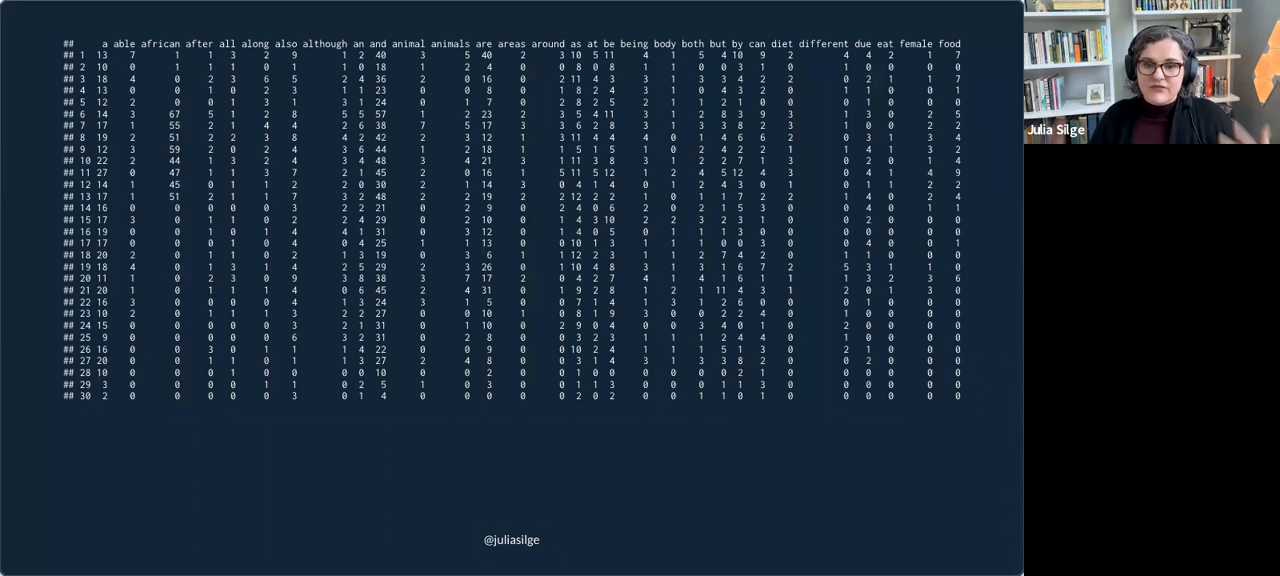 ## a able african after all along also although an and animal animals are areas around as at be being body both but by can diet different due eat female food
## 1 13 7 1 1 3 2 9 1 2 40 3 5 40 2 3 10 5 11 4 1 5 4 10 9 2 4 4 2 1 7
## 2 10 0 1 1 1 0 1 1 0 18 1 2 4 0 0 8 0 8 1 1 0 0 3 1 0 1 0 0 1 0
## 3 18 4 0 2 3 6 5 2 4 36 2 2 16 0 2 11 4 3 1 1 3 3 4 2 2 0 2 1 1 7
## 4 13 0 0 0 1 2 3 1 1 23 0 0 4 0 1 8 2 4 3 1 0 4 3 2 0 1 0 0 0 1
## 5 12 2 0 0 1 3 1 3 1 24 0 1 7 0 2 8 2 5 2 1 1 2 1 0 0 0 1 0 0 0
## 6 14 3 67 5 1 2 8 5 5 57 1 2 23 2 3 5 4 11 3 1 2 8 3 9 3 1 3 0 2 5
## 7 17 1 55 2 1 4 4 2 6 38 7 5 17 3 3 6 2 8 3 1 3 3 8 2 3 1 0 0 2 2
## 8 19 2 51 2 2 3 8 2 2 42 4 3 12 1 3 11 4 4 3 0 1 4 6 6 2 0 3 1 1 4
## 9 12 3 59 2 0 2 4 3 6 44 1 2 18 1 1 5 1 5 1 0 2 4 2 2 1 1 4 0 3 2
## 10 22 2 44 1 3 2 4 3 4 48 3 4 21 3 1 11 3 8 3 1 2 2 7 1 3 0 2 0 1 4
## 11 27 0 47 1 1 3 7 2 1 45 2 0 16 1 5 11 5 12 1 2 4 5 12 4 3 0 4 1 4 9
## 12 14 1 45 0 1 1 2 2 0 30 2 1 14 3 0 4 1 4 0 1 2 4 3 0 1 0 1 1 2 2
## 13 17 1 51 2 1 1 7 3 2 48 2 2 19 2 2 12 2 2 1 0 1 1 7 2 2 1 4 0 2 4
## 14 16 0 0 0 0 0 3 2 2 21 0 2 9 0 2 4 0 6 2 0 2 1 5 3 0 0 4 0 1 1
## 15 17 3 0 1 1 0 2 2 4 29 0 2 10 0 1 4 3 10 2 2 3 2 3 1 0 0 2 0 0 0
## 16 19 0 0 1 0 1 4 4 1 31 0 3 12 0 1 4 0 5 0 1 1 1 3 0 0 0 0 0 0 0
## 17 17 0 0 0 1 0 4 0 4 25 1 1 13 0 0 10 1 3 1 1 1 0 0 3 0 0 4 0 0 1
## 18 20 2 0 1 1 0 2 1 3 19 0 3 6 1 1 12 2 3 1 1 2 7 4 2 0 0 0 0 0 0
## 19 18 4 0 1 3 1 4 2 5 29 2 3 26 0 1 10 4 8 3 1 3 1 6 7 2 5 3 1 1 0
## 20 11 1 0 2 3 0 9 3 8 38 3 7 17 2 0 4 2 7 4 1 4 1 6 3 1 1 3 2 3 6
## 21 20 1 0 1 1 1 4 0 6 45 2 4 31 0 1 9 2 8 1 2 1 11 4 3 1 2 0 1 3 0
## 22 16 3 0 0 0 0 4 1 3 24 3 1 5 0 0 7 1 4 1 3 1 2 6 0 0 0 1 0 0 0
## 23 10 2 0 1 1 1 3 2 2 27 0 0 10 1 0 8 1 9 1 0 0 2 2 4 0 0 0 0 0 0
## 24 15 0 0 0 0 0 3 2 1 31 0 1 10 0 2 9 0 4 0 0 3 4 0 1 0 2 0 0 0 0
## 25 9 0 0 0 0 0 6 3 2 31 0 2 8 0 0 3 2 3 1 1 1 2 4 4 0 1 0 0 0 0
## 26 16 0 0 3 0 1 1 1 4 22 0 0 9 0 0 10 2 4 1 1 1 5 1 3 0 2 1 0 0 0
## 27 20 0 0 1 1 0 1 1 3 27 2 4 8 0 0 3 1 4 3 1 3 3 8 2 0 0 2 0 0 0
## 28 10 0 0 0 1 0 0 0 0 10 0 0 2 0 0 1 0 0 0 0 0 0 2 1 0 0 0 0 0 0
## 29 3 0 0 0 0 1 1 0 2 5 1 0 3 0 0 1 1 3 0 0 0 1 1 3 0 0 0 0 0 0
## 30 2 0 0 0 0 0 3 0 1 4 0 0 0 0 0 2 0 2 0 0 1 1 0 1 0 0 0 0 0 0
@juliasilge
Julia Silge